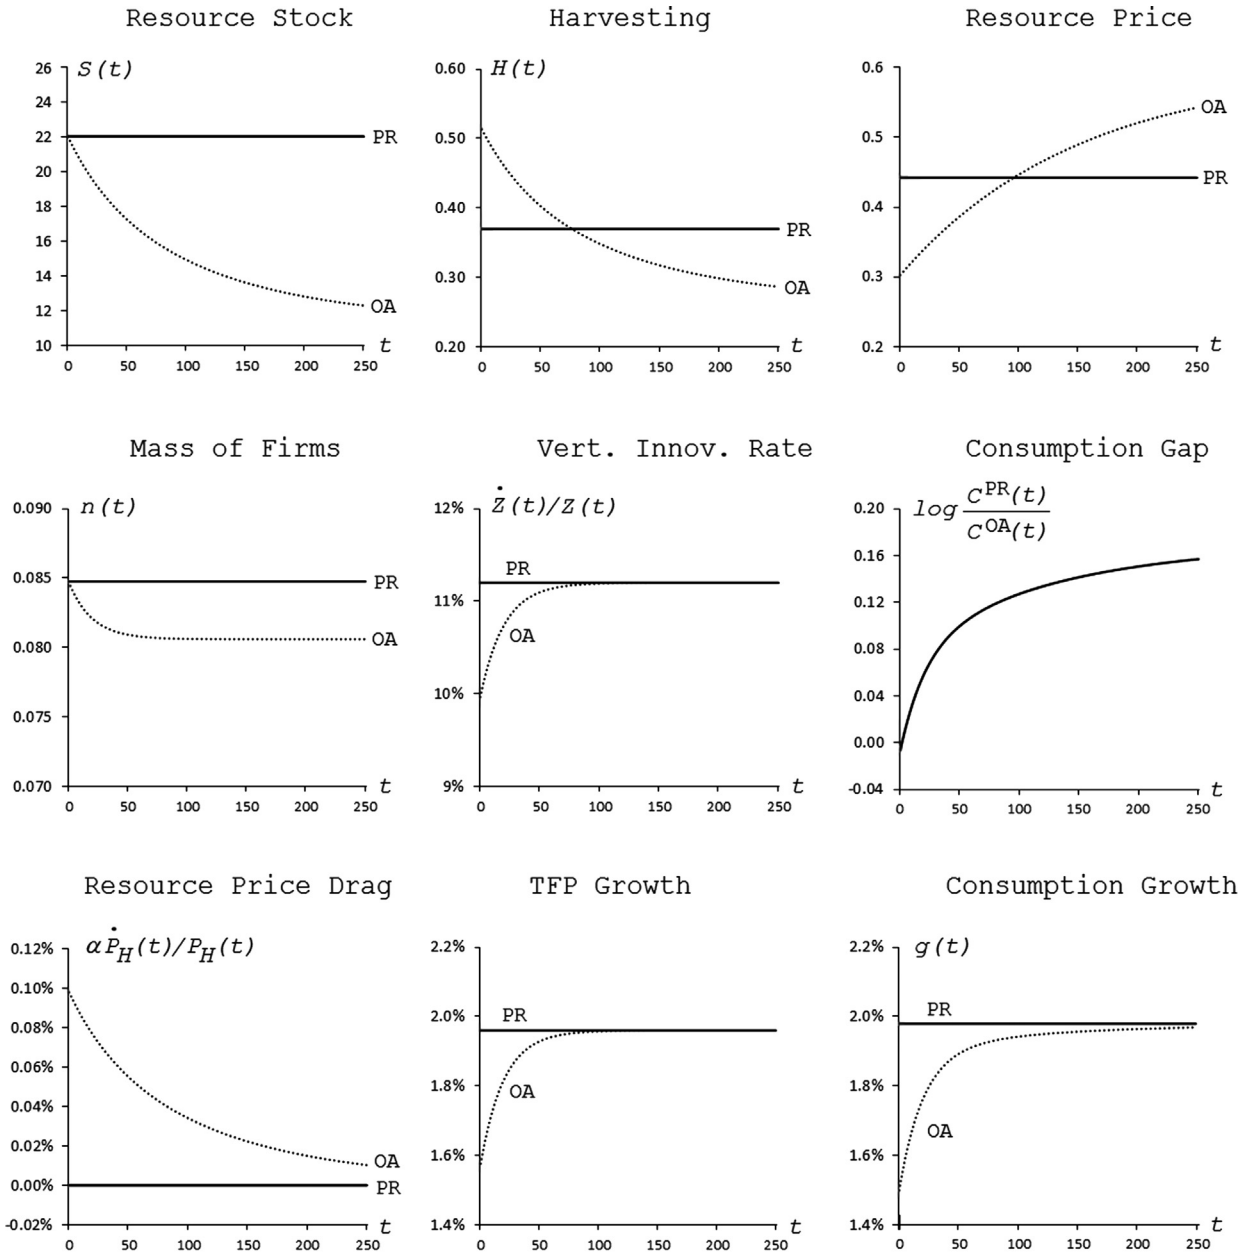 Resource Stock
Harvesting
Resource Price
26
24
22
20
18
16
14
12
10
S(t)
PR
OA
t
0 50 100 150 200 250
0.60
0.50
0.40
0.30
0.20
H(t)
PR
OA
t
0 50 100 150 200 250
0.6
0.5
0.4
0.3
0.2
OA
PR
t
0 50 100 150 200 250
Mass of Firms
Vert. Innov. Rate
Consumption Gap
0.090
0.085
0.080
0.075
0.070
n(t)
PR
OA
t
0 50 100 150 200 250
12%
11%
10%
9%
Ż(t)/Z(t)
PR
OA
t
0 50 100 150 200 250
0.20
0.16
0.12
0.08
0.04
0.00
-0.04
log C^PR(t)
C^OA(t)
t
0 50 100 150 200 250
Resource Price Drag
TFP Growth
Consumption Growth
0.12%
0.10%
0.08%
0.06%
0.04%
0.02%
0.00%
-0.02%
αṖ_H(t)/P_H(t)
OA
PR
t
0 50 100 150 200 250
2.2%
2.0%
1.8%
1.6%
1.4%
PR
OA
t
0 50 100 150 200 250
2.2%
2.0%
1.8%
1.6%
1.4%
g(t)
PR
OA
t
0 50 100 150 200 250